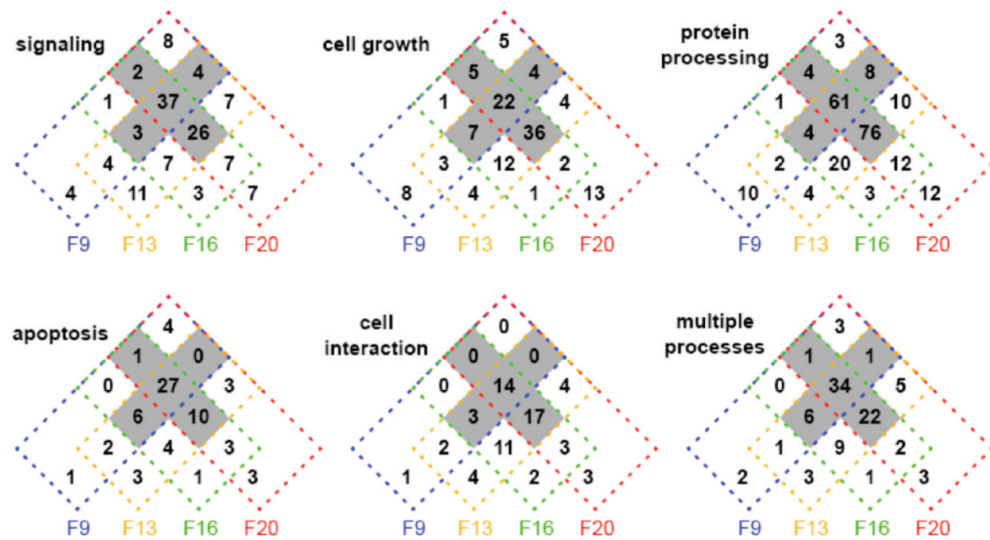 signaling
8
2 4
1 37 7
3 26
4 7 7
4 11 3 7
F9 F13 F16 F20
cell growth
5
5 4
1 22 4
7 36
3 12 2
8 4 1 13
F9 F13 F16 F20
protein
processing
3
4 8
1 61 10
4 76
2 20 12
10 4 3 12
F9 F13 F16 F20
apoptosis
4
1 0
0 27 3
6 10
2 4 3
1 3 1 3
F9 F13 F16 F20
cell
interaction
0
0 0
0 14 4
3 17
2 11 3
1 4 2 3
F9 F13 F16 F20
multiple
processes
3
1 1
0 34 5
6 22
1 9 2
2 3 1 3
F9 F13 F16 F20